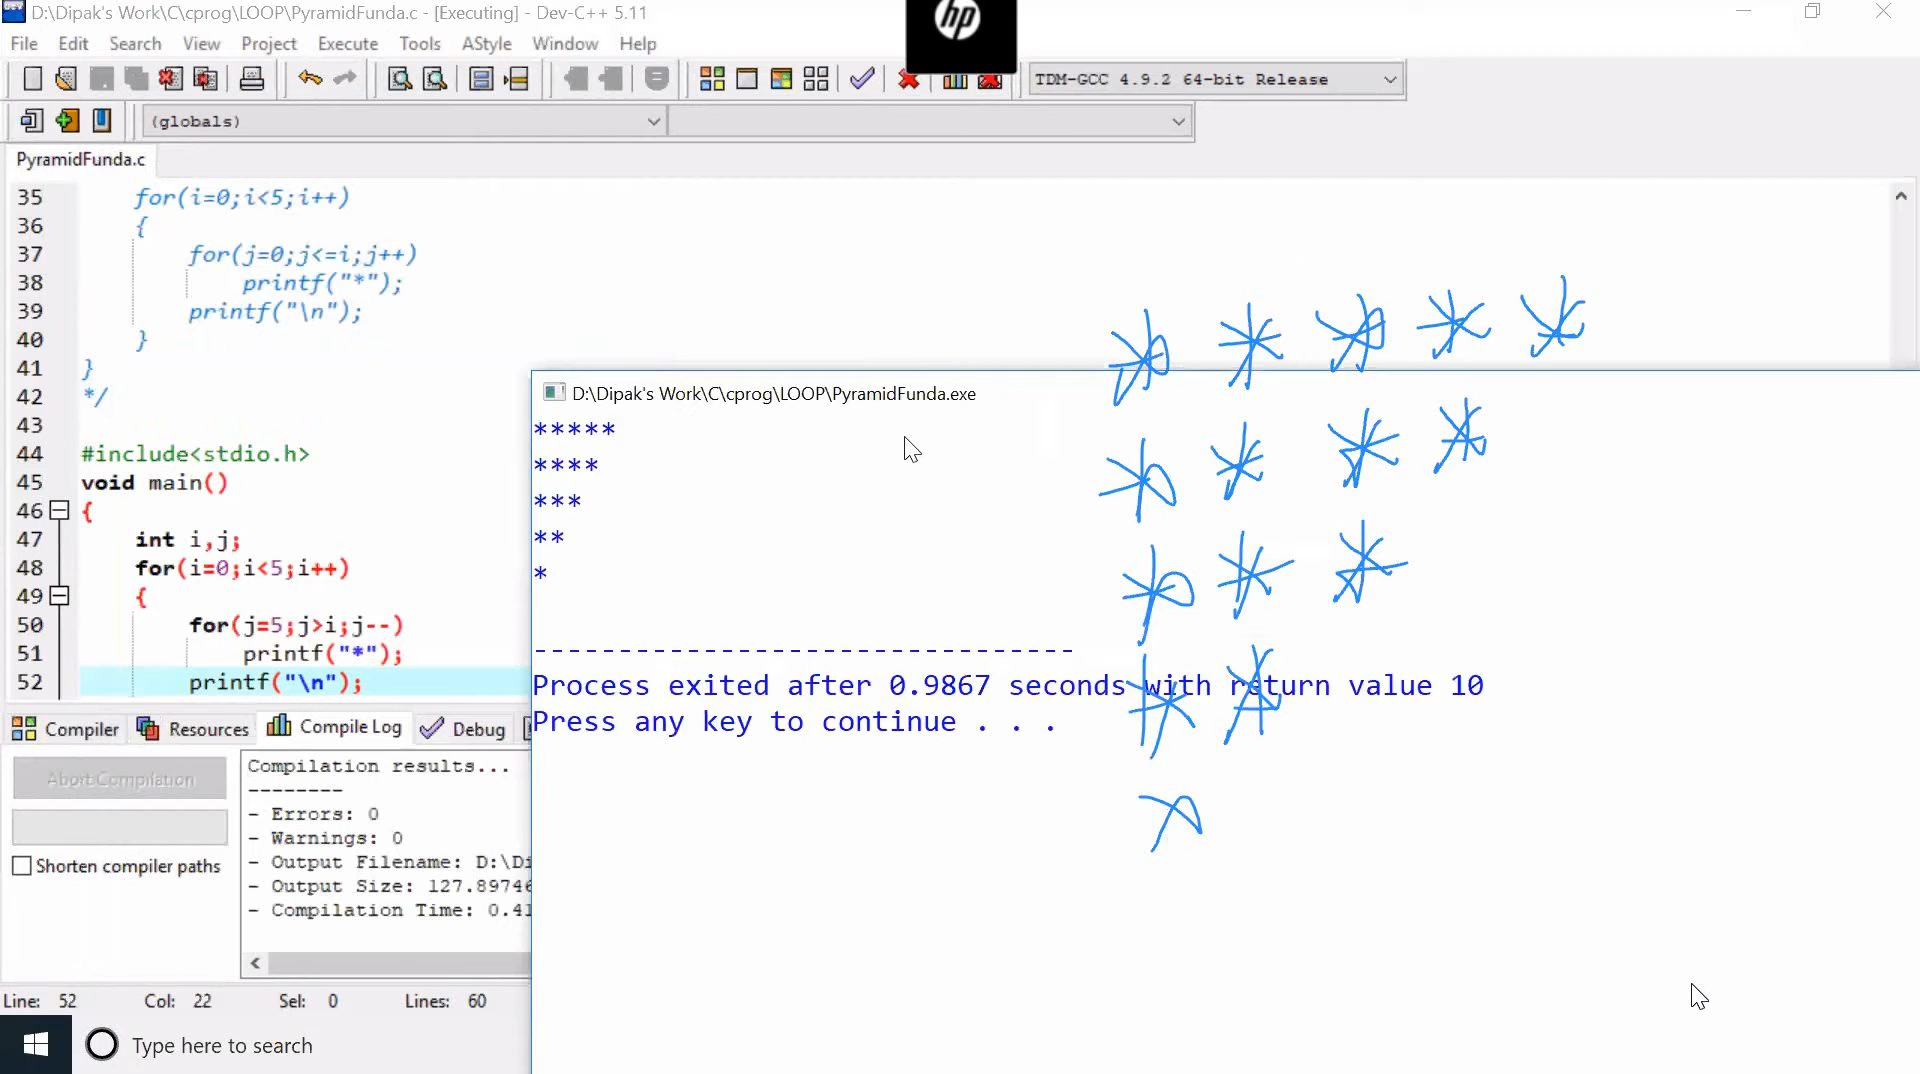 D:\Dipak's Work\C\cprog\LOOP\PyramidFunda.c - [Executing] - Dev-C++ 5.11
hp
File Edit Search View Project Execute Tools AStyle Window Help
TDM-GCC 4.9.2 64-bit Release
(globals)
PyramidFunda.c
35 for(i=0;i<5;i++)
36 {
37 for(j=0;j<=i;j++)
38 printf("*");
39 printf("\n");
40 }
41 }
42 */
43
44 #include<stdio.h>
45 void main()
46 {
47 int i,j;
48 for(i=0;i<5;i++)
49 {
50 for(j=5;j>i;j--)
51 printf("*");
52 printf("\n");
D:\Dipak's Work\C\cprog\LOOP\PyramidFunda.exe
*****
****
***
**
*
--------------------------------
Process exited after 0.9867 seconds with return value 10
Press any key to continue . . .
* * * * *
* * * *
* * *
* *
Compiler Resources Compile Log Debug
Abort Compilation
Shorten compiler paths
Compilation results...
--------
- Errors: 0
- Warnings: 0
- Output Filename: D:\Di
- Output Size: 127.89746
- Compilation Time: 0.41
Line: 52 Col: 22 Sel: 0 Lines: 60
Type here to search